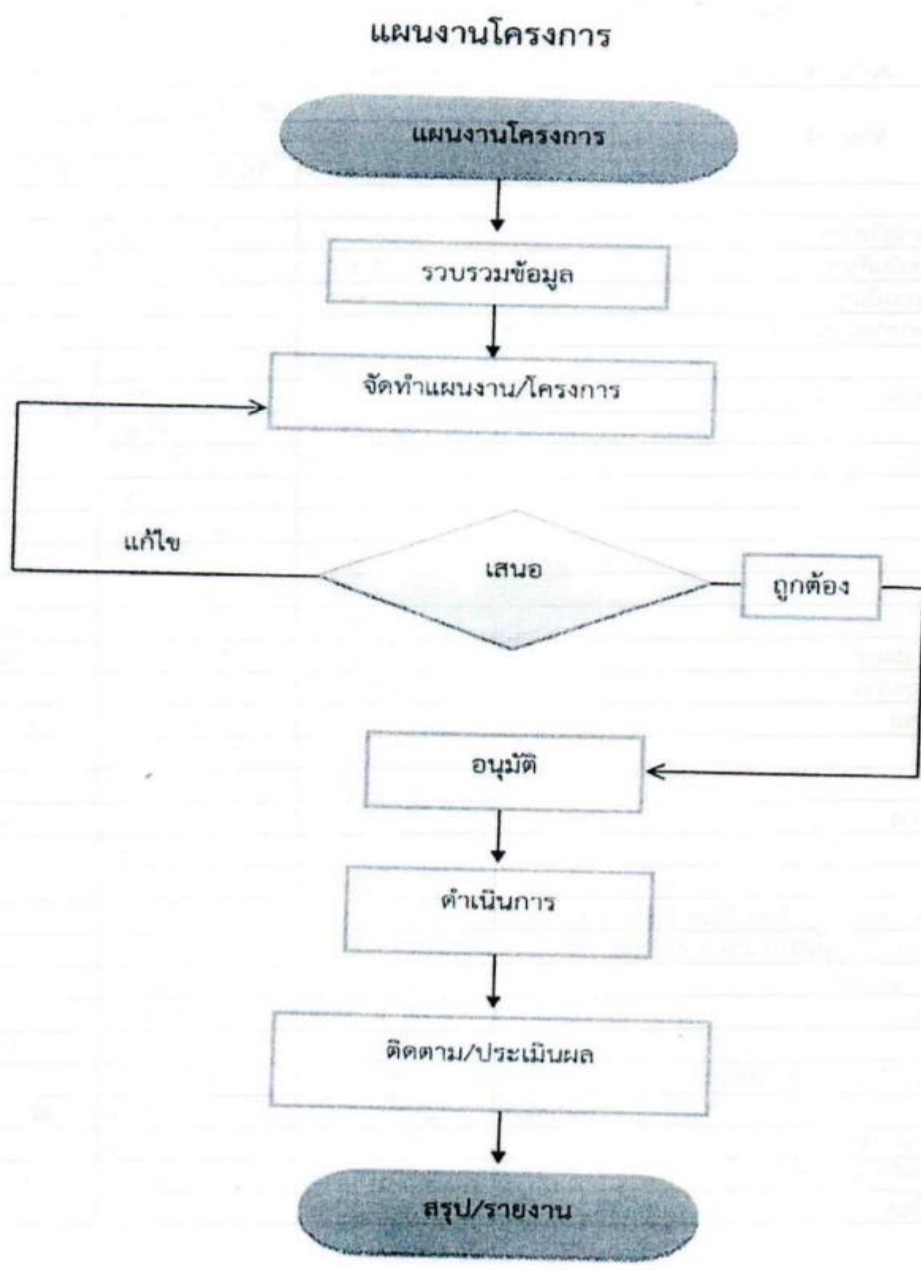 แผนงานโครงการ
แผนงานโครงการ
รวบรวมข้อมูล
จัดทำแผนงาน/โครงการ
แก้ไข
เสนอ
ถูกต้อง
อนุมัติ
ดำเนินการ
ติดตาม/ประเมินผล
สรุป/รายงาน